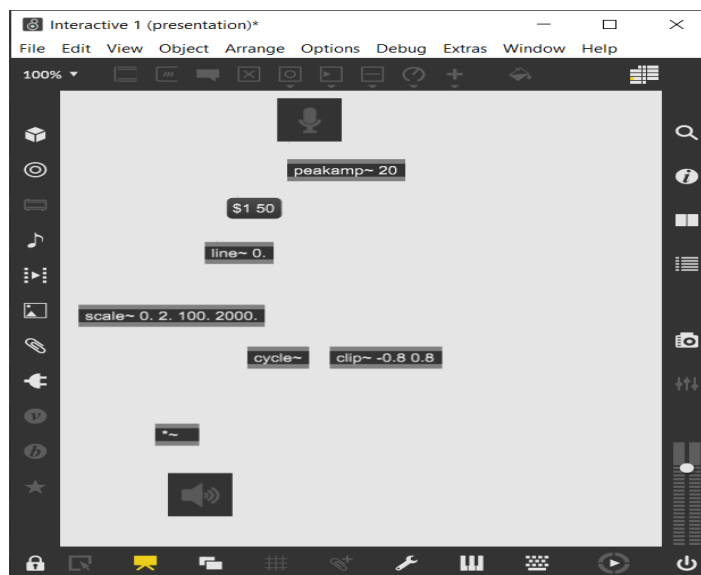 Interactive 1 (presentation)*
File Edit View Object Arrange Options Debug Extras Window Help
100%
m
peakamp~ 20
$1 50
line~ 0.
scale~ 0. 2. 100. 2000.
cycle~ clip~ -0.8 0.8
*~
i
v
b